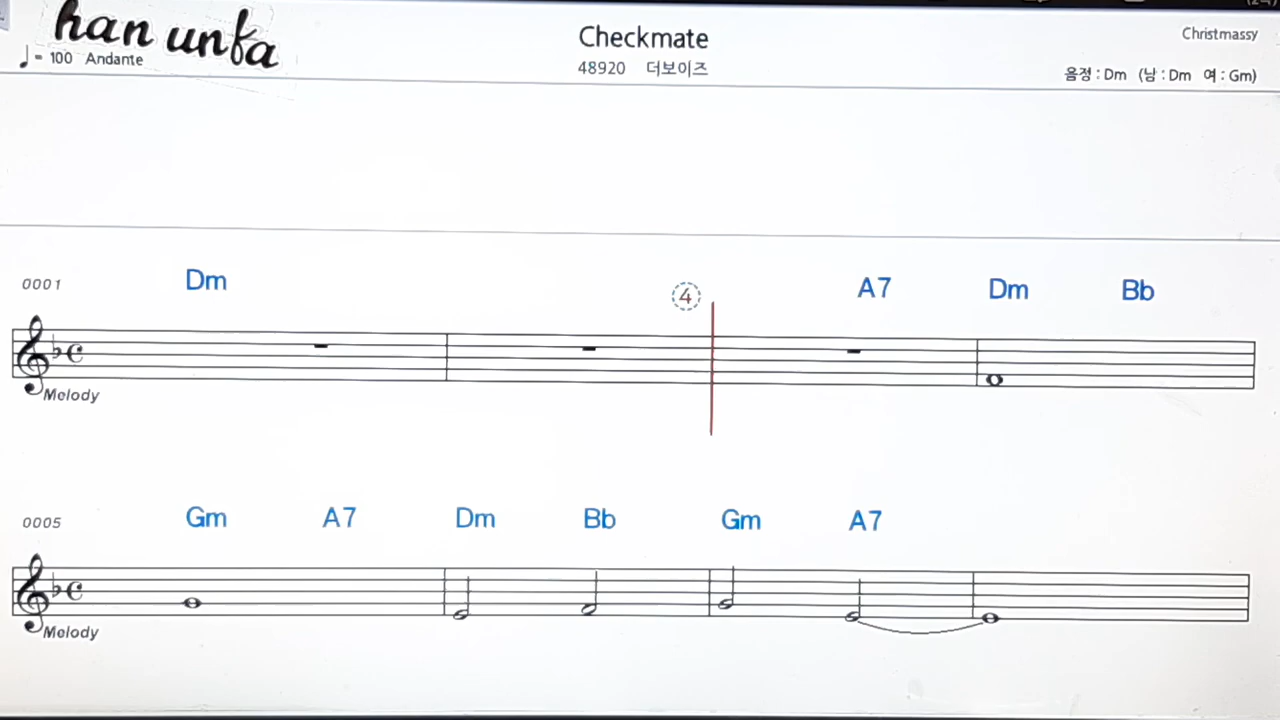 han unfa
♩= 100 Andante
Checkmate
48920 더보이즈
Christmassy
음정 : Dm (남 : Dm 여 : Gm)
0001
Dm ④ A7 Dm Bb
Melody
0005
Gm A7 Dm Bb Gm A7
Melody